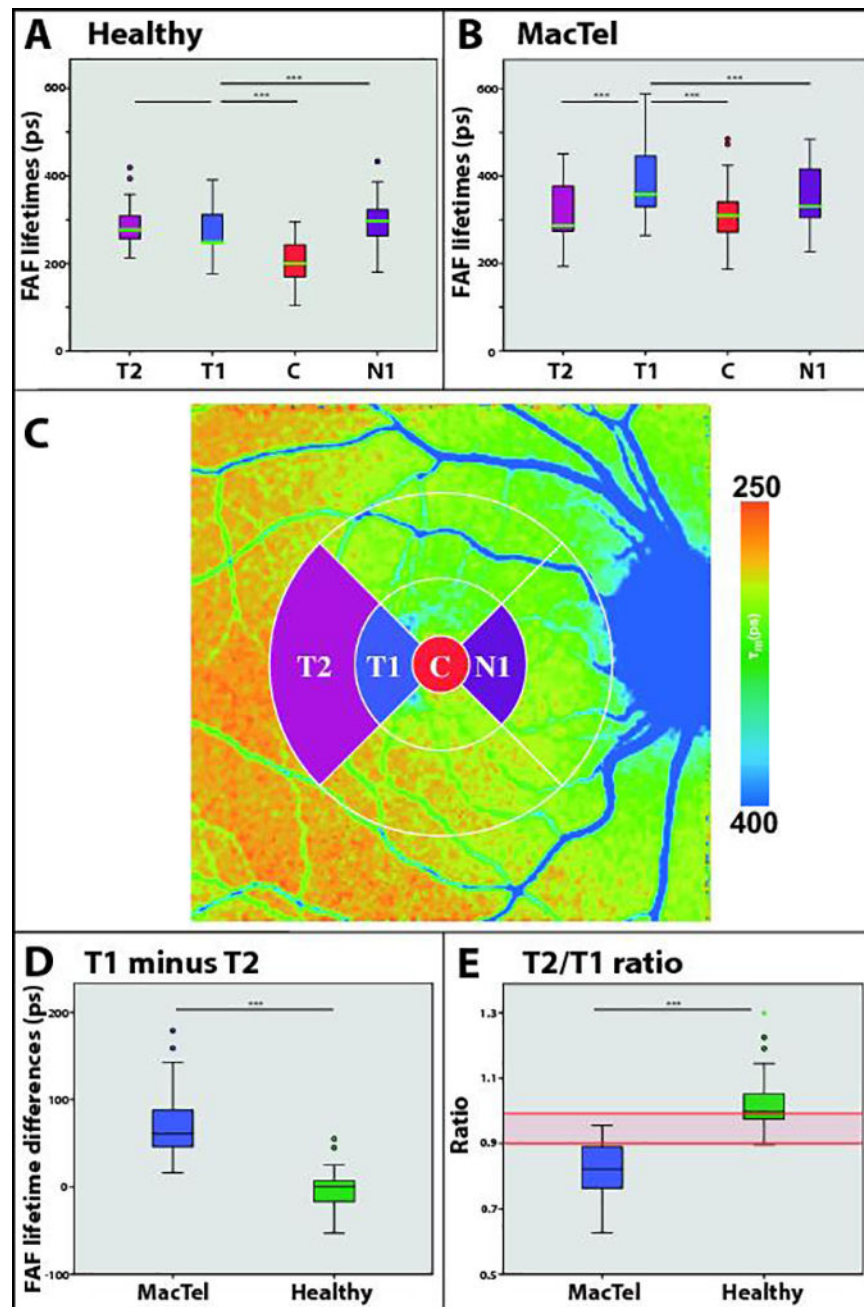 A Healthy
FAF lifetimes (ps)
600
400
200
0
***
***
T2 T1 C N1
B MacTel
FAF lifetimes (ps)
600
400
200
0
***
***
***
T2 T1 C N1
C
T2 T1 C N1
250
τm(ps)
400
D T1 minus T2
FAF lifetime differences (ps)
200
100
0
-100
***
MacTel Healthy
E T2/T1 ratio
Ratio
1.3
1.1
0.9
0.7
0.5
***
MacTel Healthy